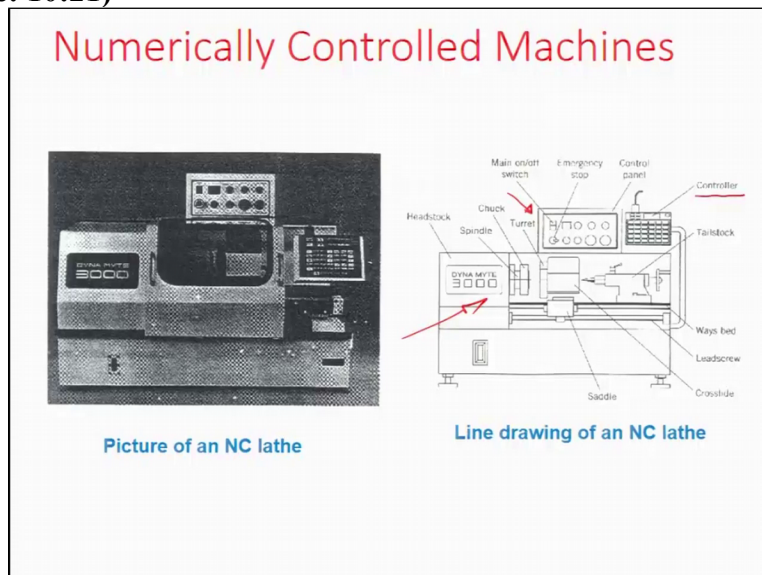 Numerically Controlled Machines
Main on/off switch
Emergency stop
Control panel
Controller
Chuck
Turret
Headstock
Spindle
Tailstock
DYNA MYTE
3000
DYNA MYTE
3000
Ways bed
Leadscrew
Saddle
Crosslide
Picture of an NC lathe
Line drawing of an NC lathe